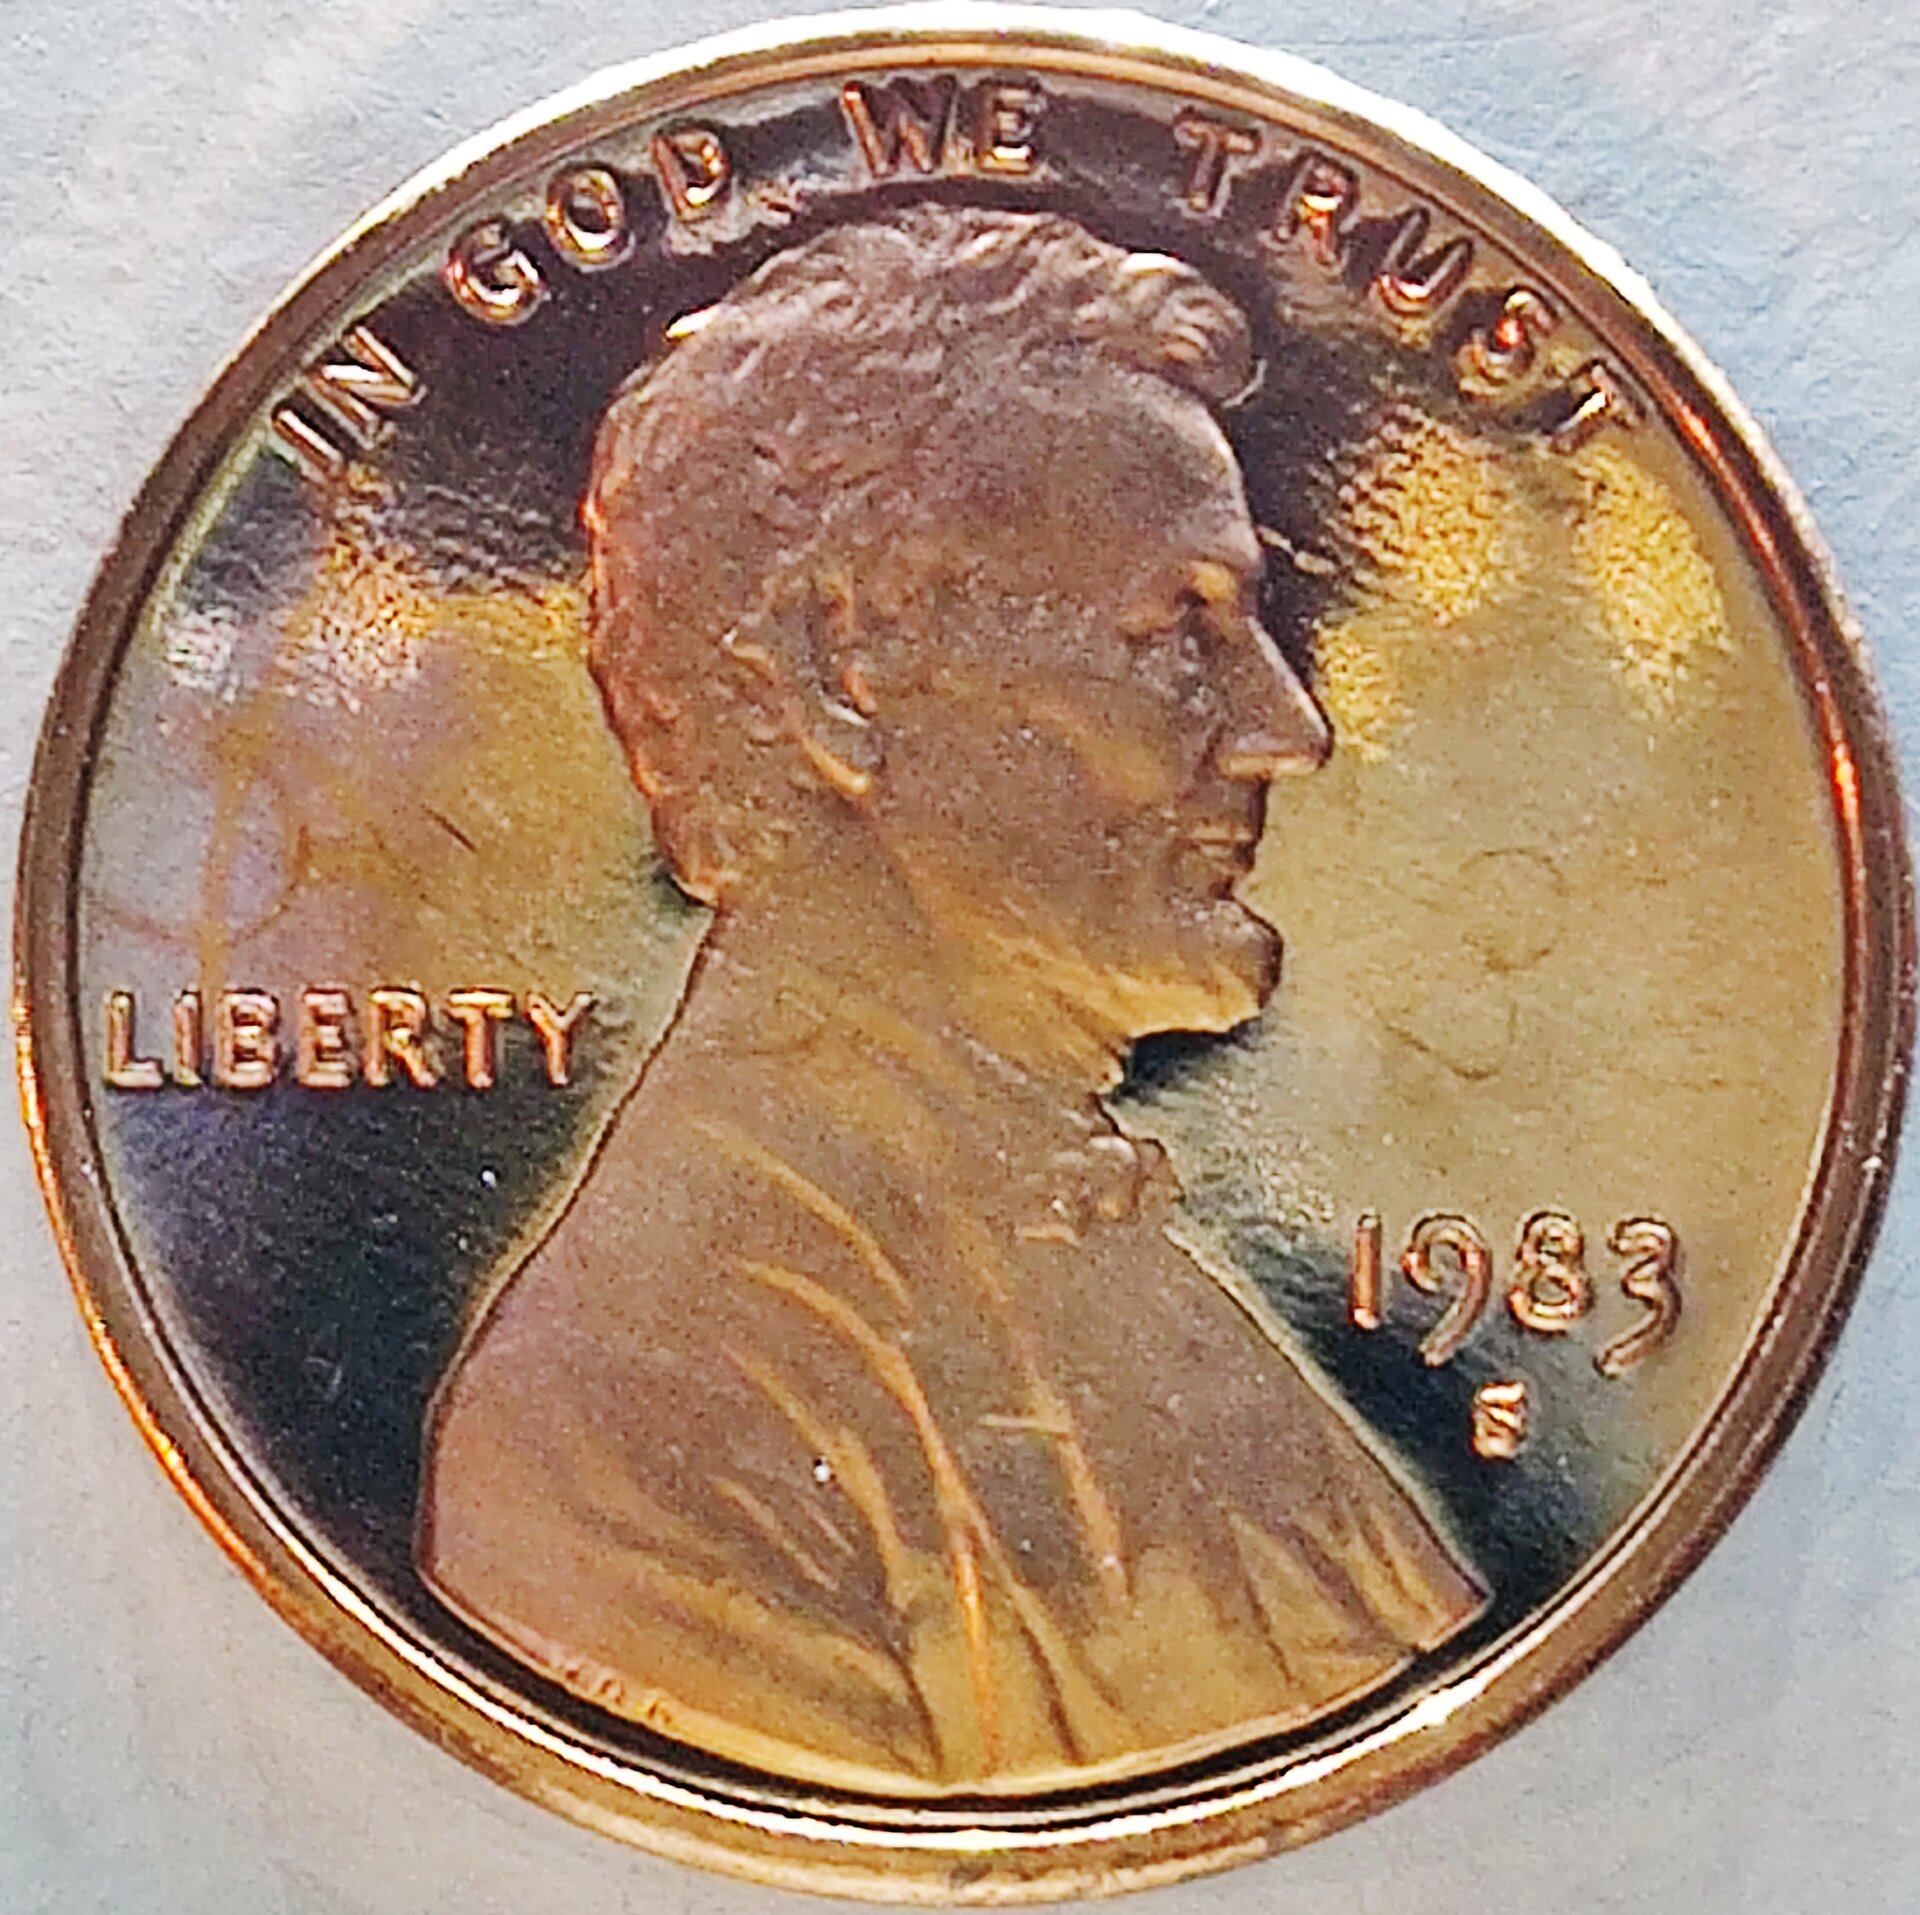 IN GOD WE TRUST
LIBERTY
1983
S